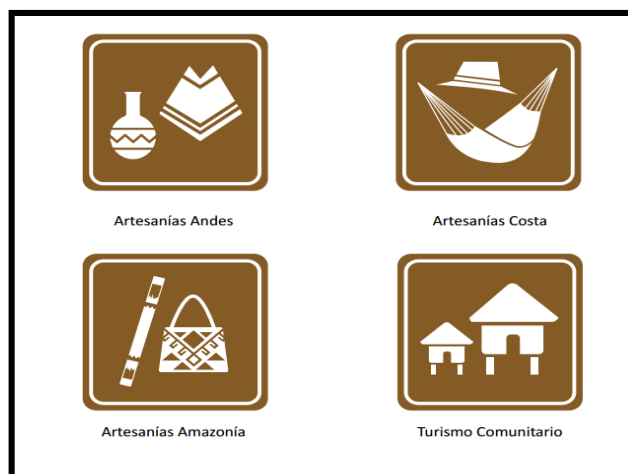 Artesanías Andes
Artesanías Costa
Artesanías Amazonía
Turismo Comunitario